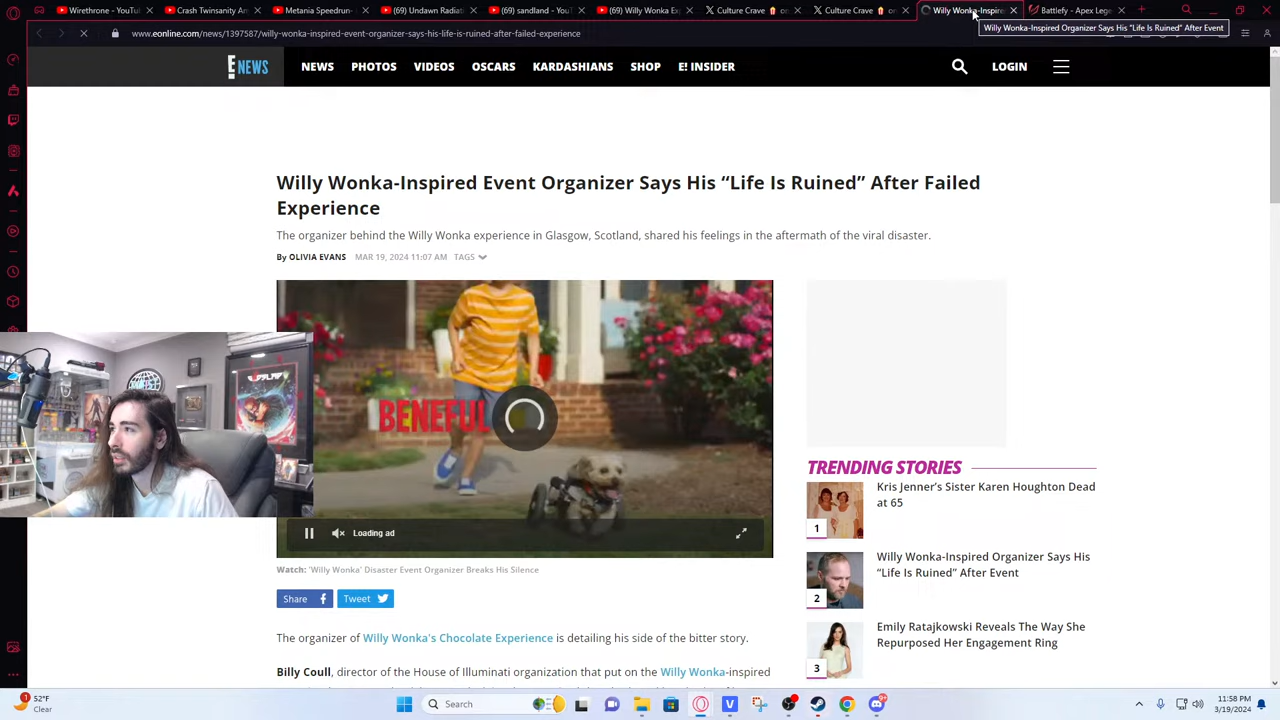 Wirethrone - YouTu
Crash Twinsanity An
Metania Speedrun-
(69) Undawn Radiat
(69) sandland - YouT
(69) Willy Wonka Ex
Culture Crave on
Culture Crave on
Willy Wonka-Inspire
Battlefy - Apex Lege
www.eonline.com/news/1397587/willy-wonka-inspired-event-organizer-says-his-life-is-ruined-after-failed-experience
Willy Wonka-Inspired Organizer Says His “Life Is Ruined” After Event
E! NEWS
NEWS PHOTOS VIDEOS OSCARS KARDASHIANS SHOP E! INSIDER LOGIN
Willy Wonka-Inspired Event Organizer Says His “Life Is Ruined” After Failed
Experience
The organizer behind the Willy Wonka experience in Glasgow, Scotland, shared his feelings in the aftermath of the viral disaster.
By OLIVIA EVANS MAR 19, 2024 11:07 AM TAGS
BENEFUL
Loading ad
Watch: 'Willy Wonka' Disaster Event Organizer Breaks His Silence
Share
Tweet
The organizer of Willy Wonka's Chocolate Experience is detailing his side of the bitter story.
Billy Coull, director of the House of Illuminati organization that put on the Willy Wonka-inspired
TRENDING STORIES
1
Kris Jenner’s Sister Karen Houghton Dead
at 65
2
Willy Wonka-Inspired Organizer Says His
“Life Is Ruined” After Event
3
Emily Ratajkowski Reveals The Way She
Repurposed Her Engagement Ring
52°F
Clear
Search
11:58 PM
3/19/2024